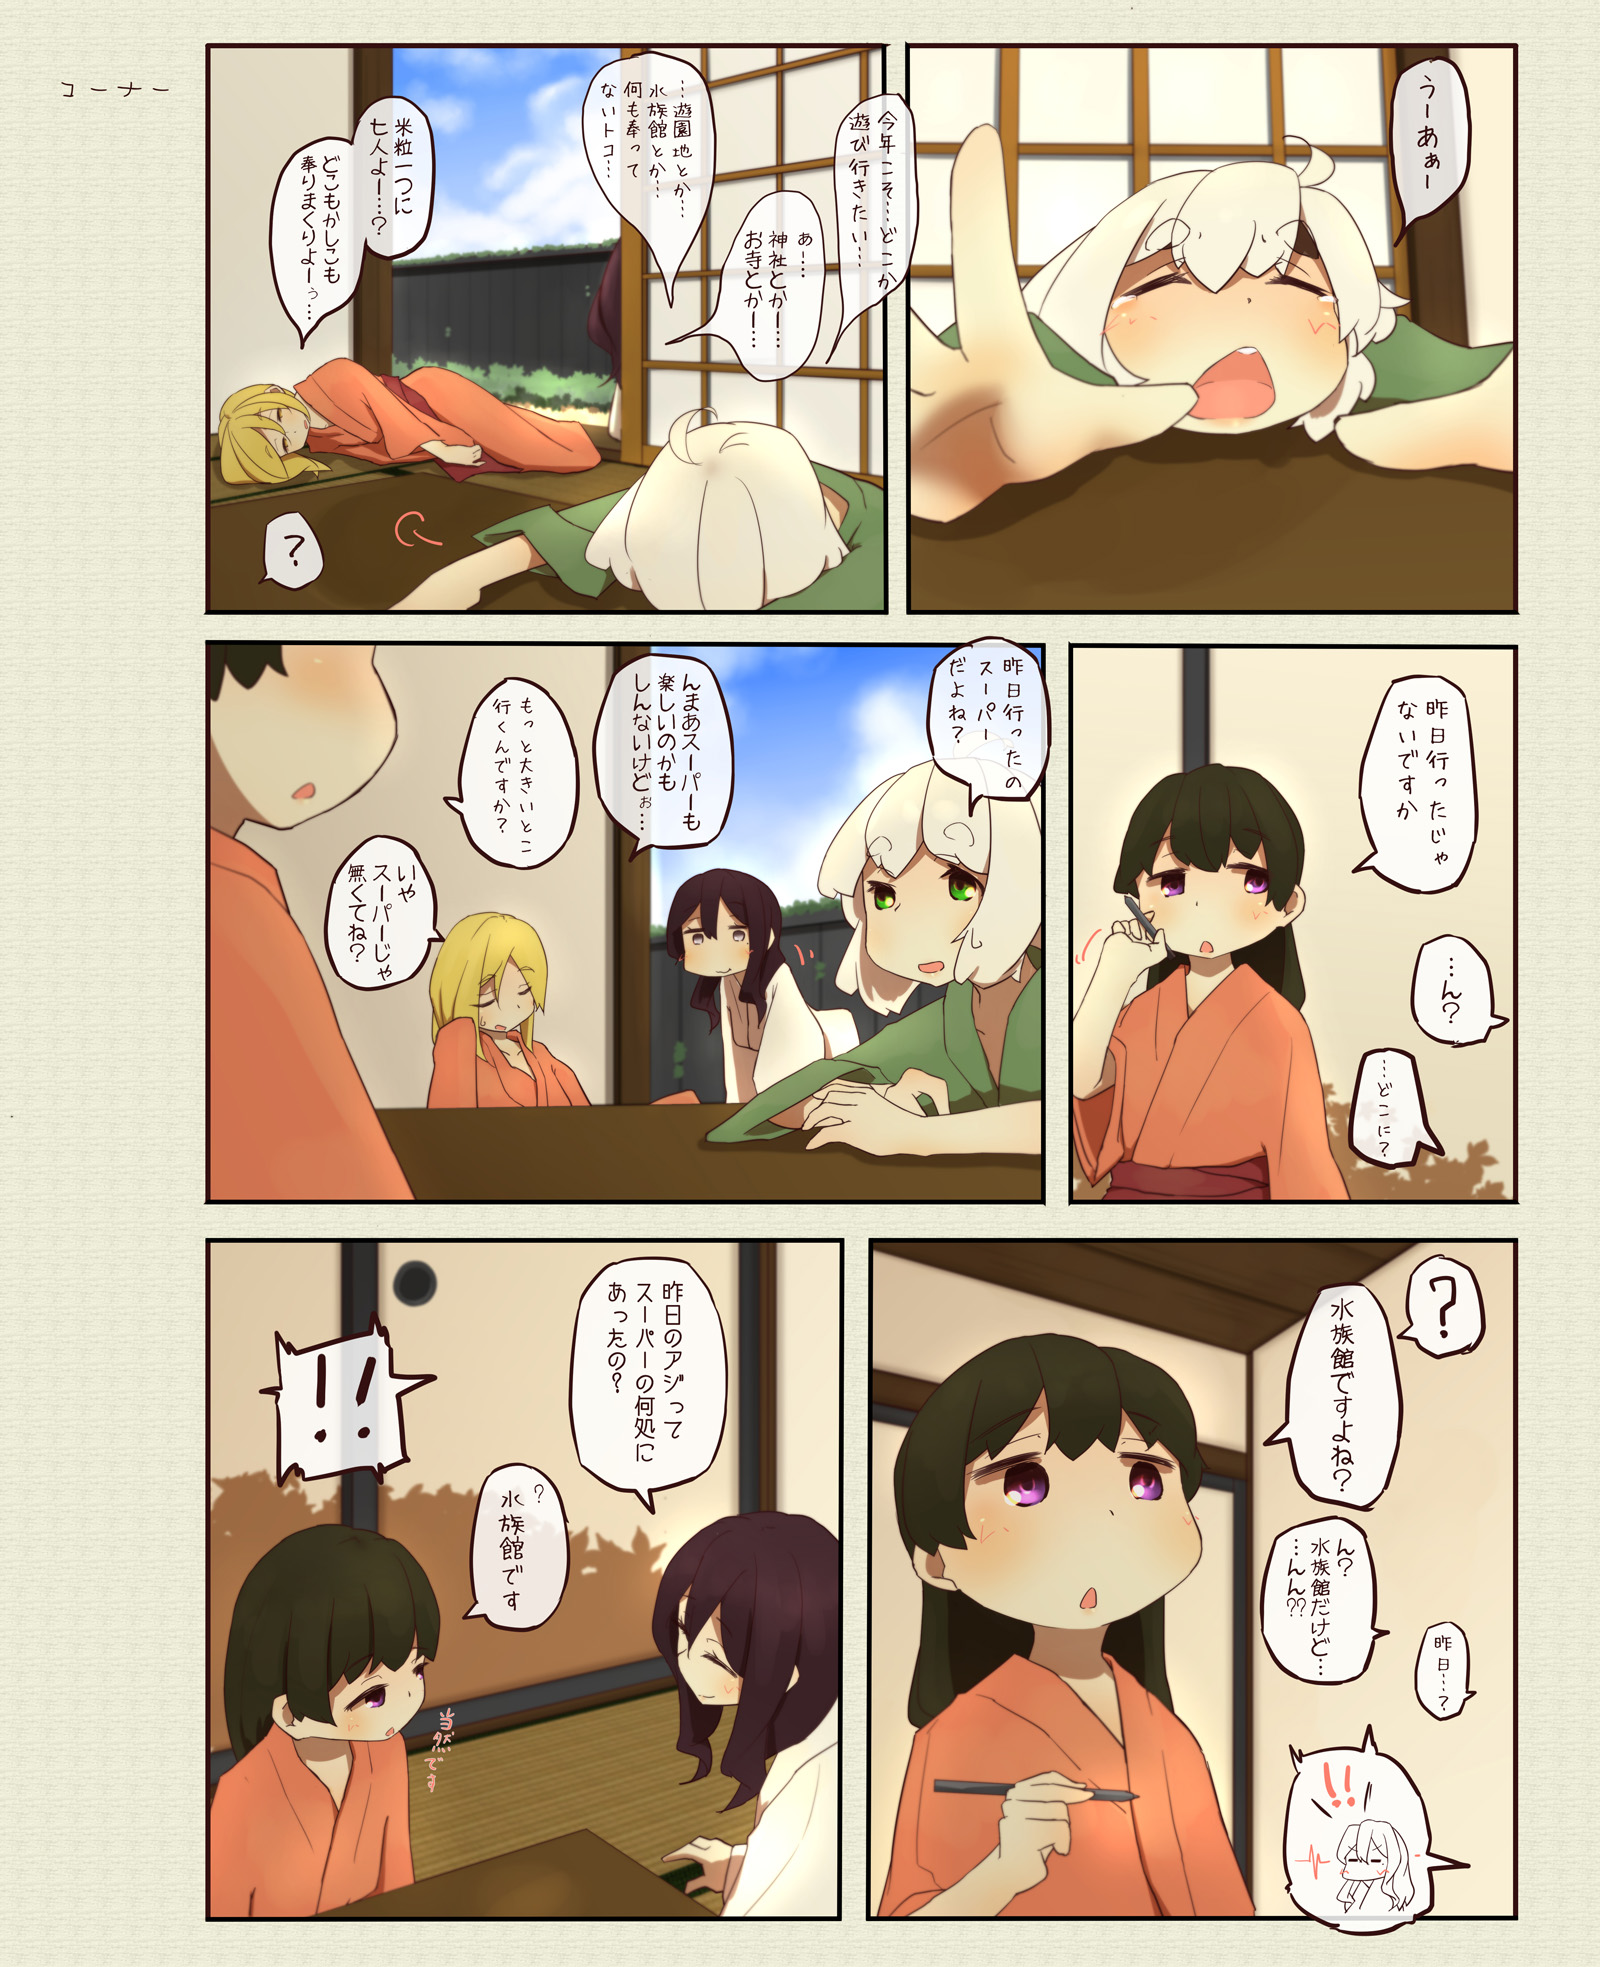 コーナー
うーあぁー
今年こそ…どこか
遊び行きたい……
あー…
神社とかー…
お寺とかー…
…遊園地とか…
水族館とか…
何も奉って
ないトコ…
米粒一つに
七人よー…?
どこもかしこも
奉りまくりよーぅ…
?
昨日行ったじゃ
ないですか
…ん?
…どこに?
昨日行ったの
スーパー
だよね?
んまあスーパーも
楽しいのかも
しんないけどぉ…
もっと大きいとこ
行くんですか?
いや
スーパーじゃ
無くてね?
?
水族館ですよね?
ん?
水族館だけど…
…んん??
昨日…?
!!
昨日のアジって
スーパーの何処に
あったの?
?
水族館です
当然です
!!